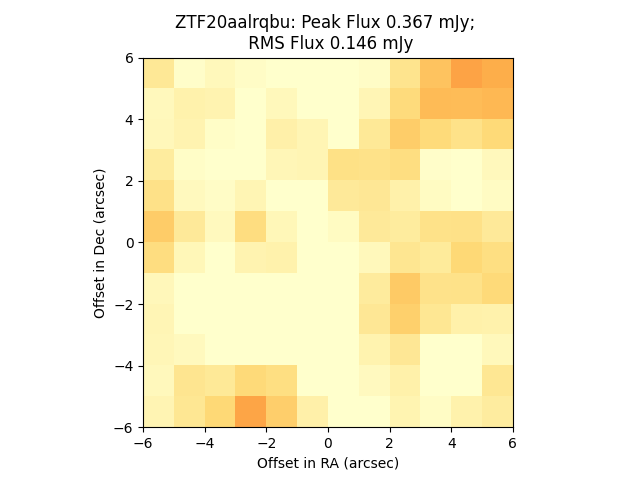 ZTF20aalrqbu: Peak Flux 0.367 mJy;
RMS Flux 0.146 mJy
6
4
2
0
−2
−4
−6
Offset in Dec (arcsec)
−6 −4 −2 0 2 4 6
Offset in RA (arcsec)